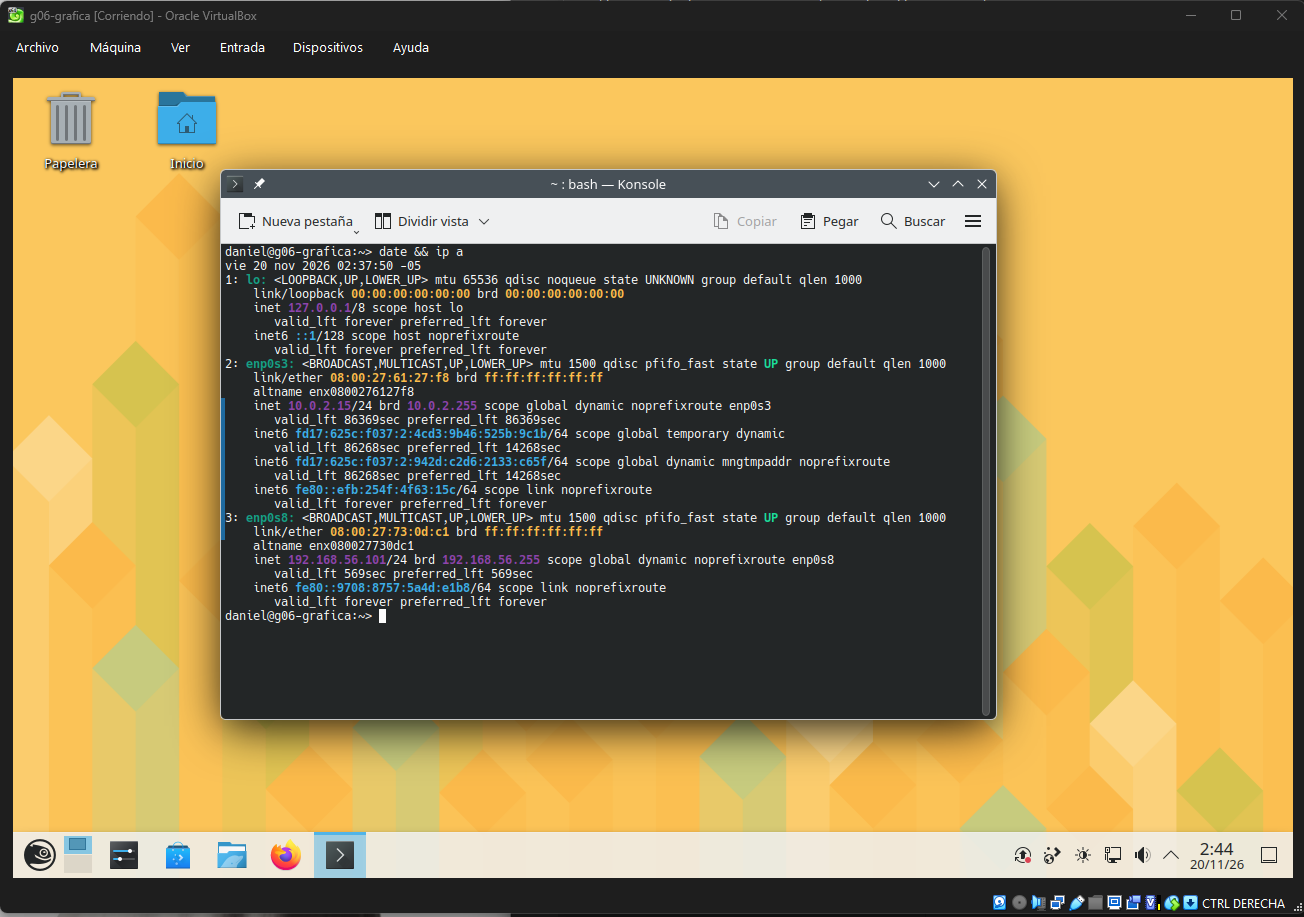 g06-grafica [Corriendo] - Oracle VirtualBox
Archivo Máquina Ver Entrada Dispositivos Ayuda
Papelera
Inicio
~ : bash — Konsole
Nueva pestaña Dividir vista Copiar Pegar Buscar
daniel@g06-grafica:~> date && ip a
vie 20 nov 2026 02:37:50 -05
1: lo: <LOOPBACK,UP,LOWER_UP> mtu 65536 qdisc noqueue state UNKNOWN group default qlen 1000
    link/loopback 00:00:00:00:00:00 brd 00:00:00:00:00:00
    inet 127.0.0.1/8 scope host lo
       valid_lft forever preferred_lft forever
    inet6 ::1/128 scope host noprefixroute
       valid_lft forever preferred_lft forever
2: enp0s3: <BROADCAST,MULTICAST,UP,LOWER_UP> mtu 1500 qdisc pfifo_fast state UP group default qlen 1000
    link/ether 08:00:27:61:27:f8 brd ff:ff:ff:ff:ff:ff
    altname enx0800276127f8
    inet 10.0.2.15/24 brd 10.0.2.255 scope global dynamic noprefixroute enp0s3
       valid_lft 86369sec preferred_lft 86369sec
    inet6 fd17:625c:f037:2:4cd3:9b46:525b:9c1b/64 scope global temporary dynamic
       valid_lft 86268sec preferred_lft 14268sec
    inet6 fd17:625c:f037:2:942d:c2d6:2133:c65f/64 scope global dynamic mngtmpaddr noprefixroute
       valid_lft 86268sec preferred_lft 14268sec
    inet6 fe80::efb:254f:4f63:15c/64 scope link noprefixroute
       valid_lft forever preferred_lft forever
3: enp0s8: <BROADCAST,MULTICAST,UP,LOWER_UP> mtu 1500 qdisc pfifo_fast state UP group default qlen 1000
    link/ether 08:00:27:73:0d:c1 brd ff:ff:ff:ff:ff:ff
    altname enx080027730dc1
    inet 192.168.56.101/24 brd 192.168.56.255 scope global dynamic noprefixroute enp0s8
       valid_lft 569sec preferred_lft 569sec
    inet6 fe80::9708:8757:5a4d:e1b8/64 scope link noprefixroute
       valid_lft forever preferred_lft forever
daniel@g06-grafica:~>
2:44
20/11/26
CTRL DERECHA